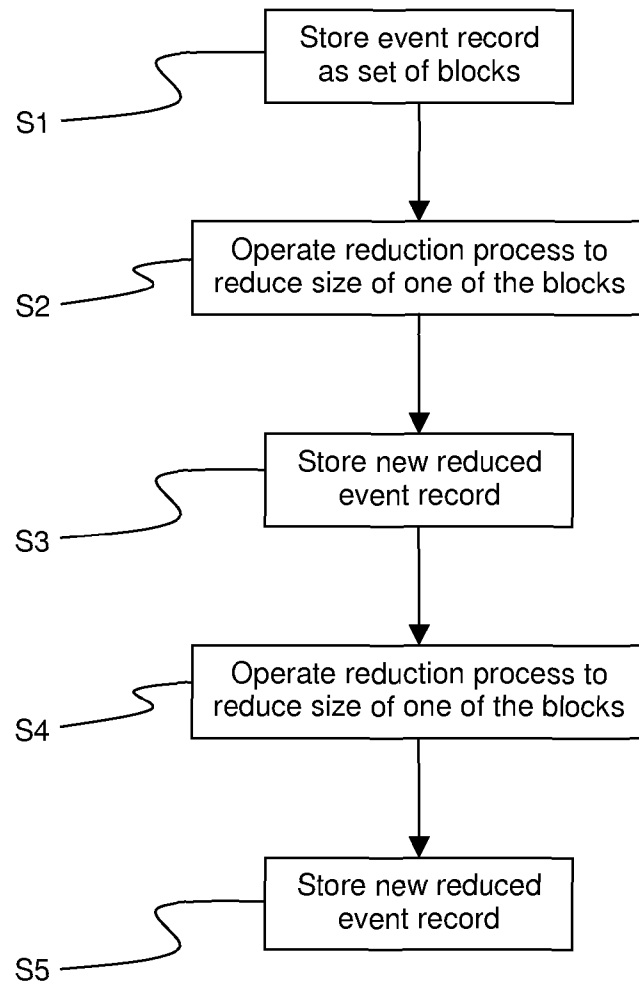 Store event record
as set of blocks
S1
Operate reduction process to
reduce size of one of the blocks
S2
Store new reduced
event record
S3
Operate reduction process to
reduce size of one of the blocks
S4
Store new reduced
event record
S5